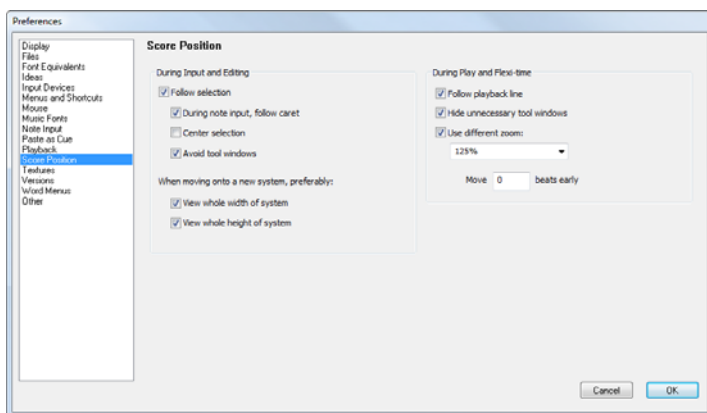 Preferences
Display
Files
Font Equivalents
Ideas
Input Devices
Menus and Shortcuts
Mouse
Music Fonts
Note Input
Paste as Cue
Playback
Score Position
Textures
Versions
Word Menus
Other
Score Position
During Input and Editing
Follow selection
During note input, follow caret
Center selection
Avoid tool windows
When moving onto a new system, preferably:
View whole width of system
View whole height of system
During Play and Flexi-time
Follow playback line
Hide unnecessary tool windows
Use different zoom:
125%
Move 0 beats early
Cancel OK